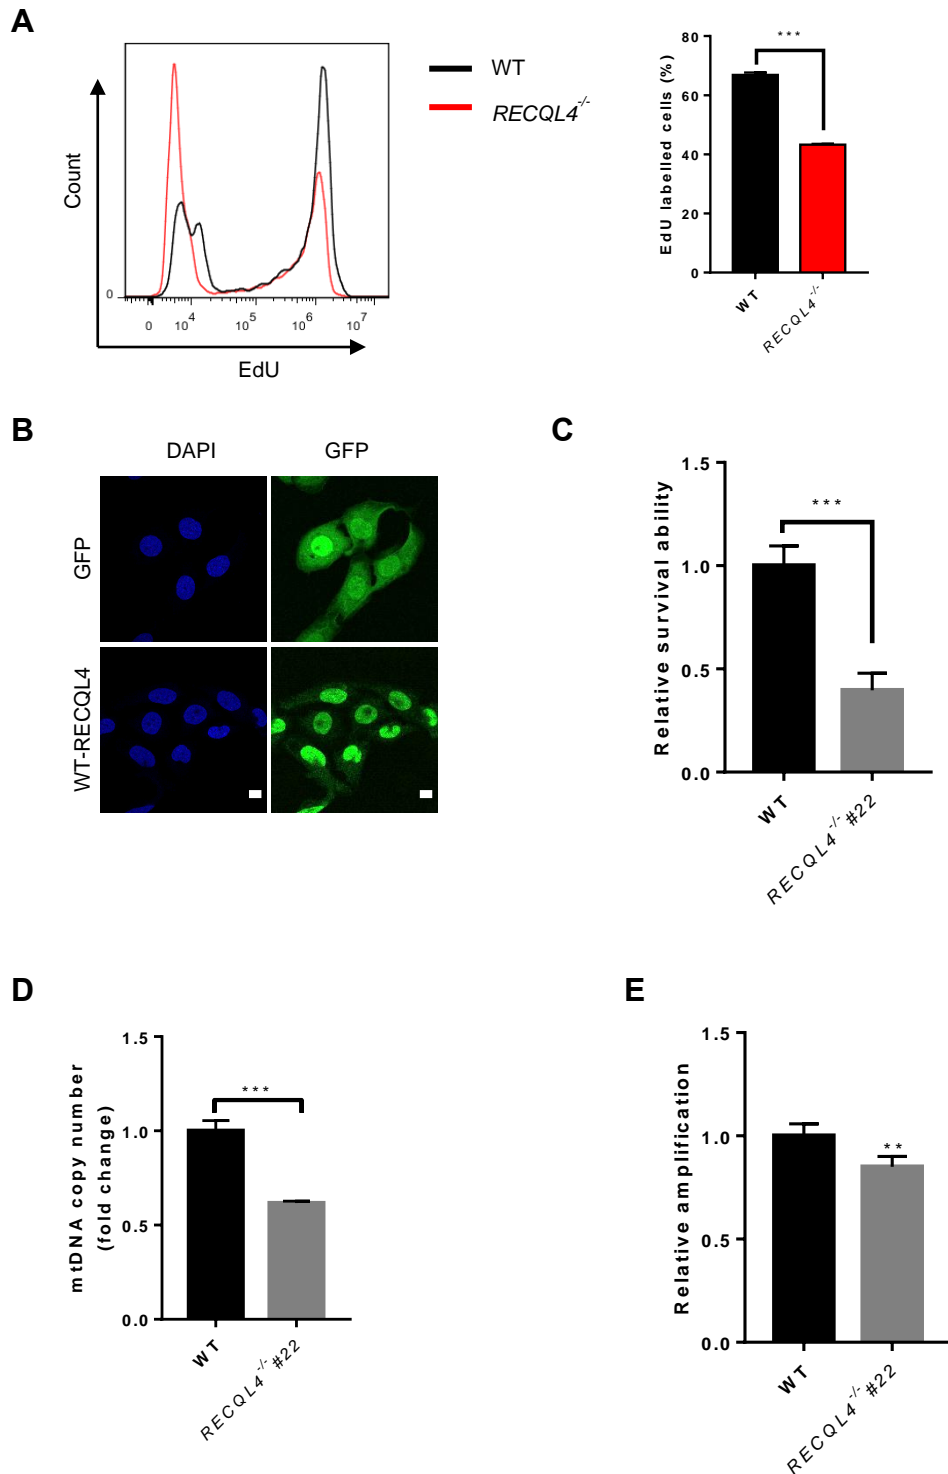 A
Count
0
0 10^4 10^5 10^6 10^7
EdU
WT
RECQL4-/-
EdU labelled cells (%)
80
60
40
20
0
***
WT
RECQL4-/-
B
DAPI GFP
GFP
WT-RECQL4
C
Relative survival ability
1.5
1.0
0.5
0.0
***
WT
RECQL4-/- #22
D
mtDNA copy number
(fold change)
1.5
1.0
0.5
0.0
***
WT
RECQL4-/- #22
E
Relative amplification
1.5
1.0
0.5
0.0
**
WT
RECQL4-/- #22